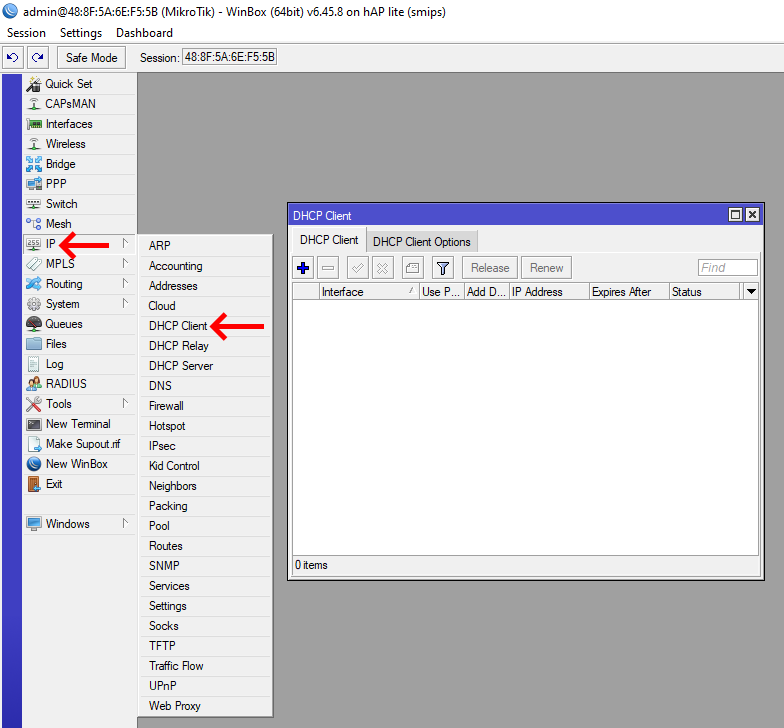 admin@48:8F:5A:6E:F5:5B (MikroTik) - WinBox (64bit) v6.45.8 on hAP lite (smips)
Session Settings Dashboard
Safe Mode Session: 48:8F:5A:6E:F5:5B
Quick Set
CAPsMAN
Interfaces
Wireless
Bridge
PPP
Switch
Mesh
IP
MPLS
Routing
System
Queues
Files
Log
RADIUS
Tools
New Terminal
Make Supout.rif
New WinBox
Exit
Windows
ARP
Accounting
Addresses
Cloud
DHCP Client
DHCP Relay
DHCP Server
DNS
Firewall
Hotspot
IPsec
Kid Control
Neighbors
Packing
Pool
Routes
SNMP
Services
Settings
Socks
TFTP
Traffic Flow
UPnP
Web Proxy
DHCP Client
DHCP Client DHCP Client Options
Release Renew Find
Interface Use P... Add D... IP Address Expires After Status
0 items